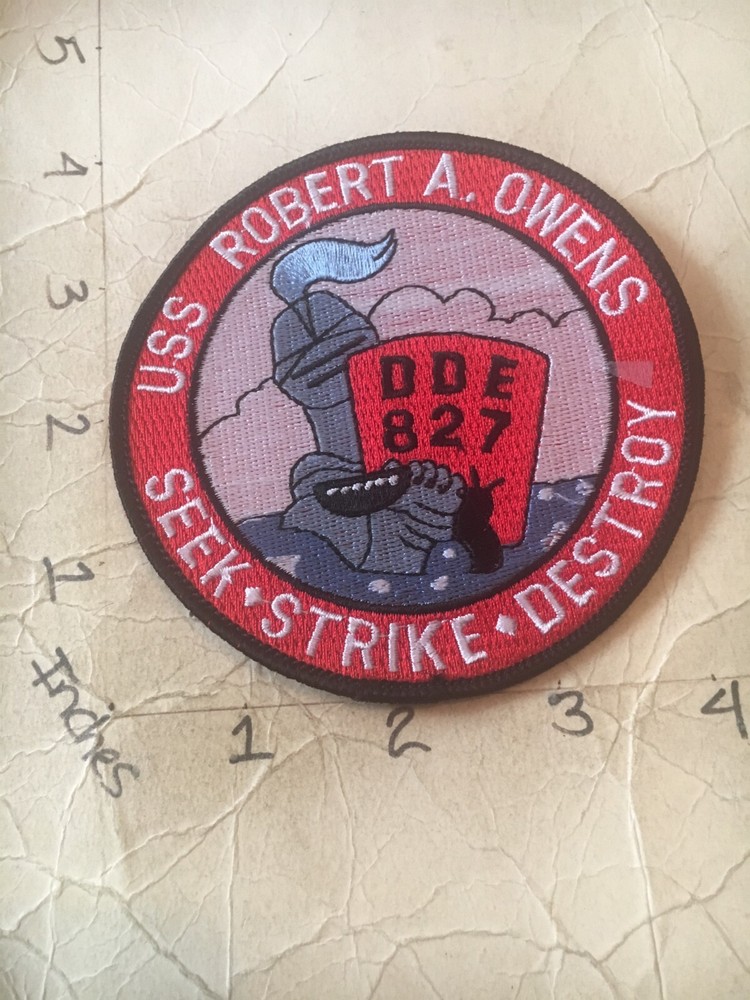 USS ROBERT A. OWENS
DDE
827
SEEK • STRIKE • DESTROY
5
4
3
2
1
Inches
1 2 3 4